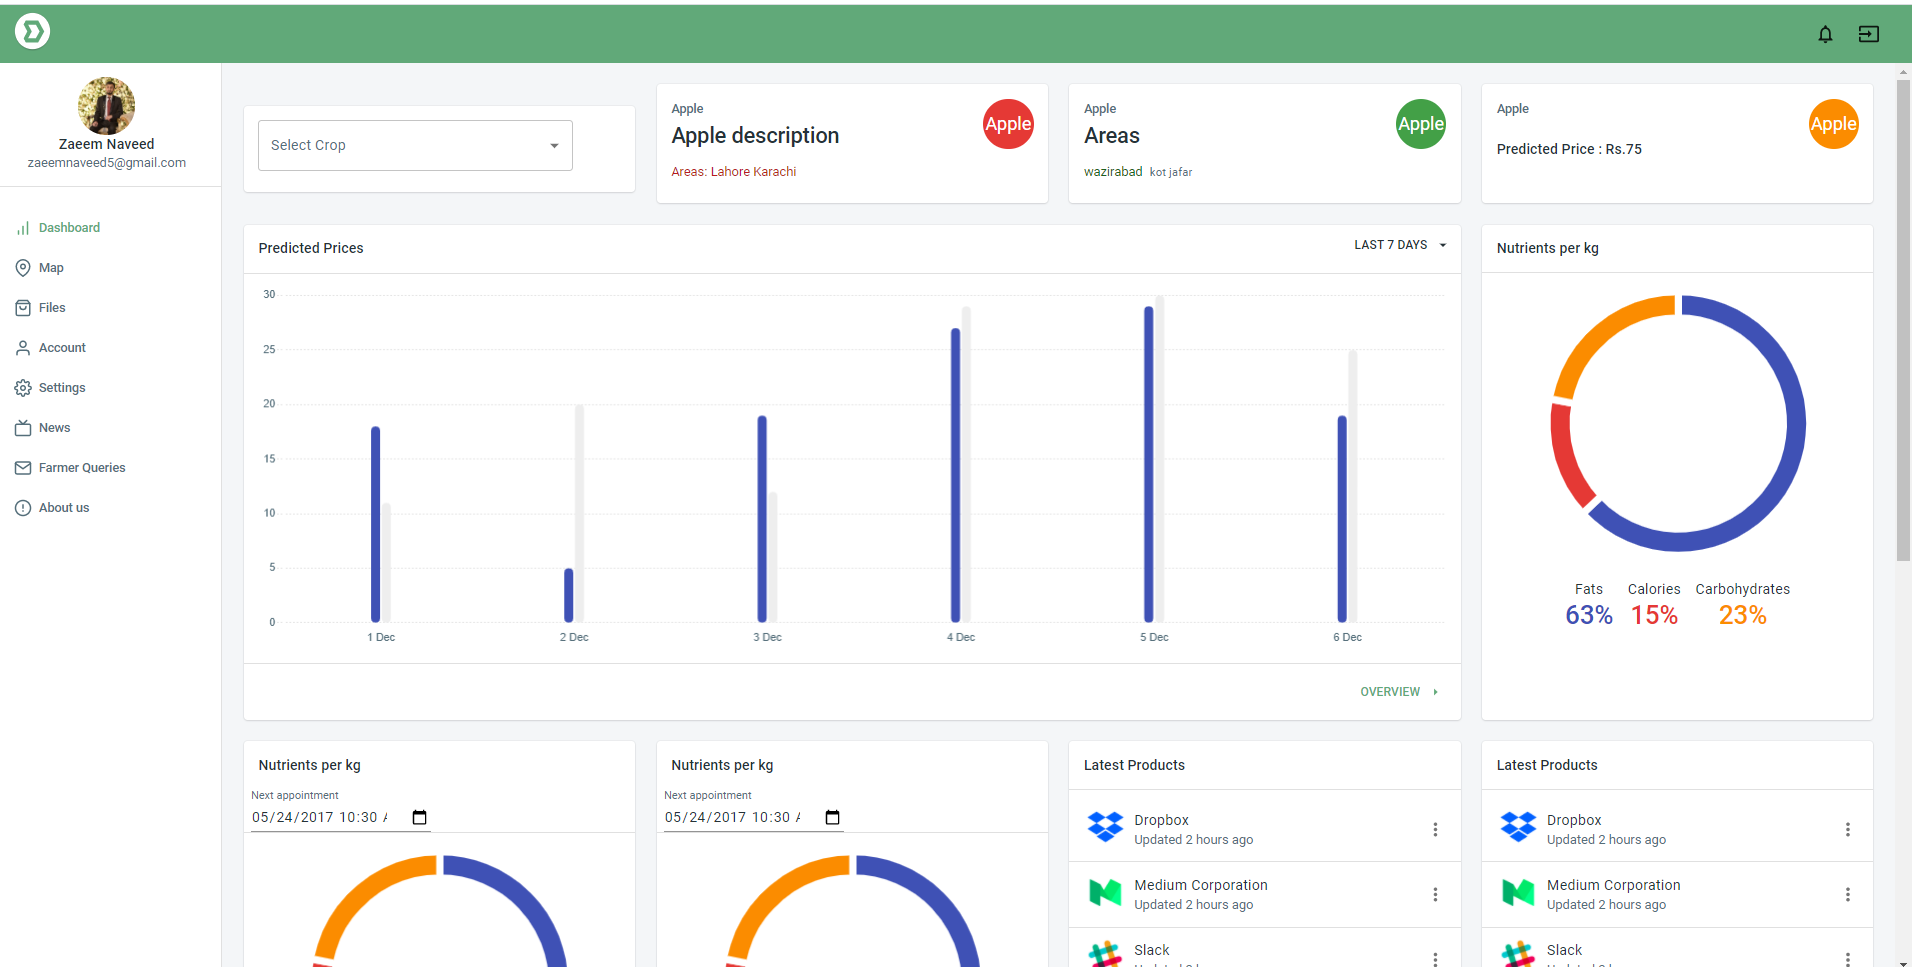 Zaeem Naveed
zaeemnaveed5@gmail.com
Dashboard
Map
Files
Account
Settings
News
Farmer Queries
About us
Select Crop
Apple
Apple description
Areas: Lahore Karachi
Apple
Apple
Areas
wazirabad kot jafar
Apple
Apple
Predicted Price : Rs.75
Apple
Predicted Prices
LAST 7 DAYS
30
25
20
15
10
5
0
1 Dec
2 Dec
3 Dec
4 Dec
5 Dec
6 Dec
OVERVIEW
Nutrients per kg
Fats Calories Carbohydrates
63% 15% 23%
Nutrients per kg
Next appointment
05/24/2017 10:30
Nutrients per kg
Next appointment
05/24/2017 10:30
Latest Products
Dropbox
Updated 2 hours ago
Medium Corporation
Updated 2 hours ago
Slack
Latest Products
Dropbox
Updated 2 hours ago
Medium Corporation
Updated 2 hours ago
Slack